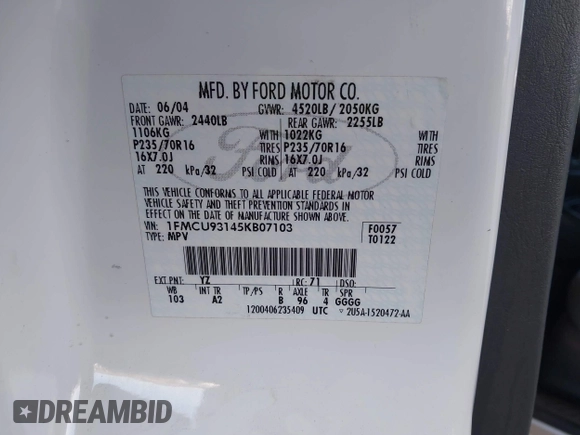 MFD. BY FORD MOTOR CO.
06/04 GVWR: 4520LB/ 2050KG
FRONT GAWR: 2440LB REAR GAWR: 2255LB
1106KG WITH 1022KG WITH
P235/70R16 TIRES P235/70R16 TIRES
16X7.0J RIMS 16X7.0J RIMS
AT 220 kPa/32 PSI COLD AT 220 kPa/32 PSI COLD
THIS VEHICLE CONFORMS TO ALL APPLICABLE FEDERAL MOTOR
VEHICLE SAFETY AND THEFT PREVENTION STANDARDS IN
EFFECT ON THE DATE OF MANUFACTURE SHOWN ABOVE.
VIN: 1FMCU93145KB07103 F0057
TYPE: MPV T0122
EXT PNT: YZ RC: 71 DSO:
WB INT TR TP/PS R AXLE TR SPR
103 A2 B 96 4 GGGG
1200406235409 UTC 2U5A-1520472-AA
Ford
DREAMBID